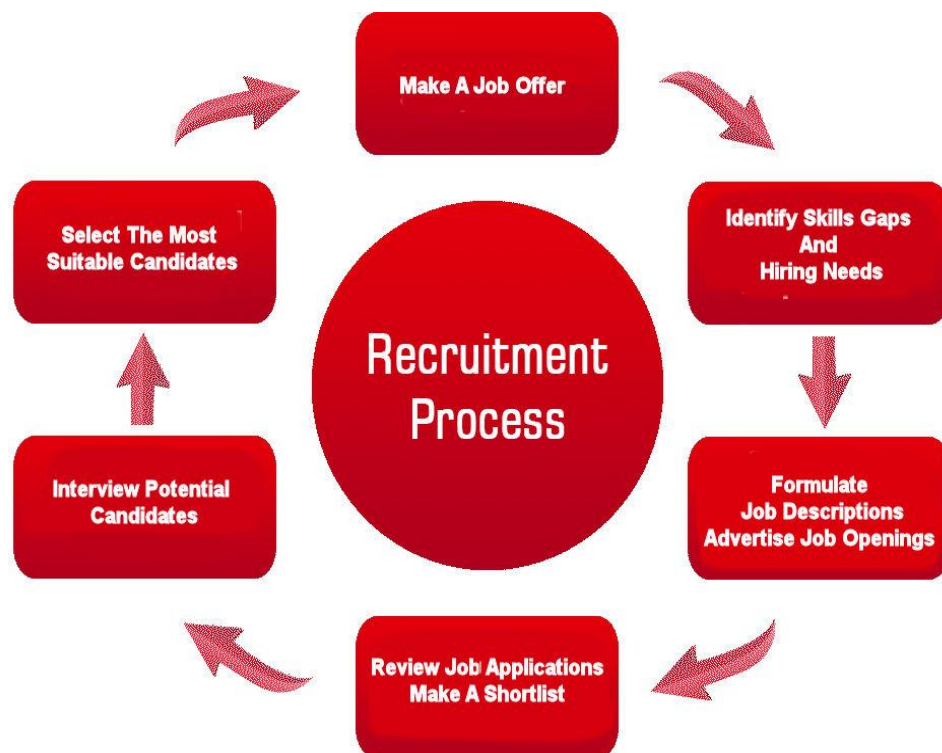 Make A Job Offer
Identify Skills Gaps
And
Hiring Needs
Formulate
Job Descriptions
Advertise Job Openings
Review Job Applications
Make A Shortlist
Interview Potential
Candidates
Select The Most
Suitable Candidates
Recruitment
Process